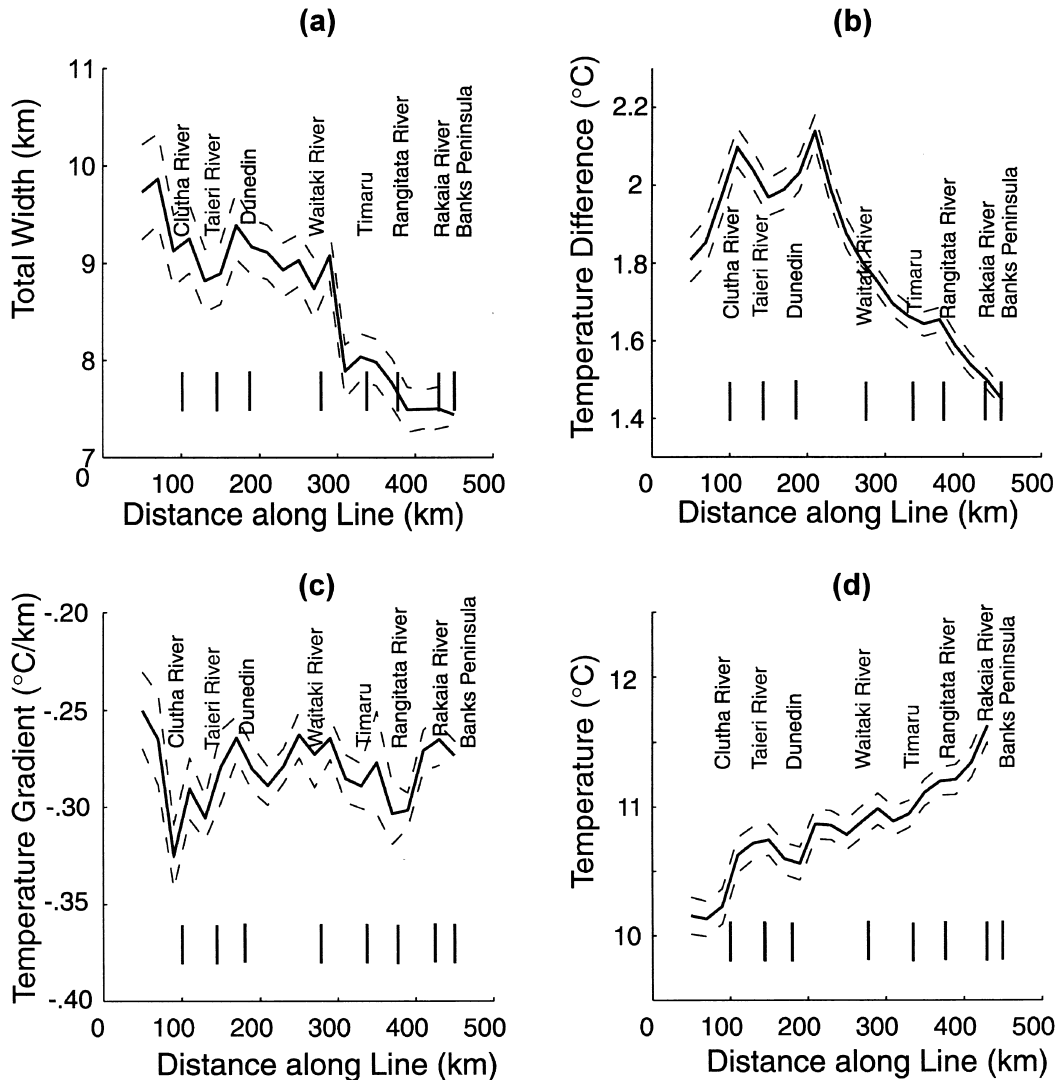 (a)
Total Width (km)
11
10
9
8
7
0
100
200
300
400
500
Clutha River
Taieri River
Dunedin
Waitaki River
Timaru
Rangitata River
Rakaia River
Banks Peninsula
Distance along Line (km)
(b)
Temperature Difference (°C)
2.2
2
1.8
1.6
1.4
0
100
200
300
400
500
Clutha River
Taieri River
Dunedin
Waitaki River
Timaru
Rangitata River
Rakaia River
Banks Peninsula
Distance along Line (km)
(c)
Temperature Gradient (°C/km)
-.20
-.25
-.30
-.35
-.40
0
100
200
300
400
500
Clutha River
Taieri River
Dunedin
Waitaki River
Timaru
Rangitata River
Rakaia River
Banks Peninsula
Distance along Line (km)
(d)
Temperature (°C)
12
11
10
0
100
200
300
400
500
Clutha River
Taieri River
Dunedin
Waitaki River
Timaru
Rangitata River
Rakaia River
Banks Peninsula
Distance along Line (km)